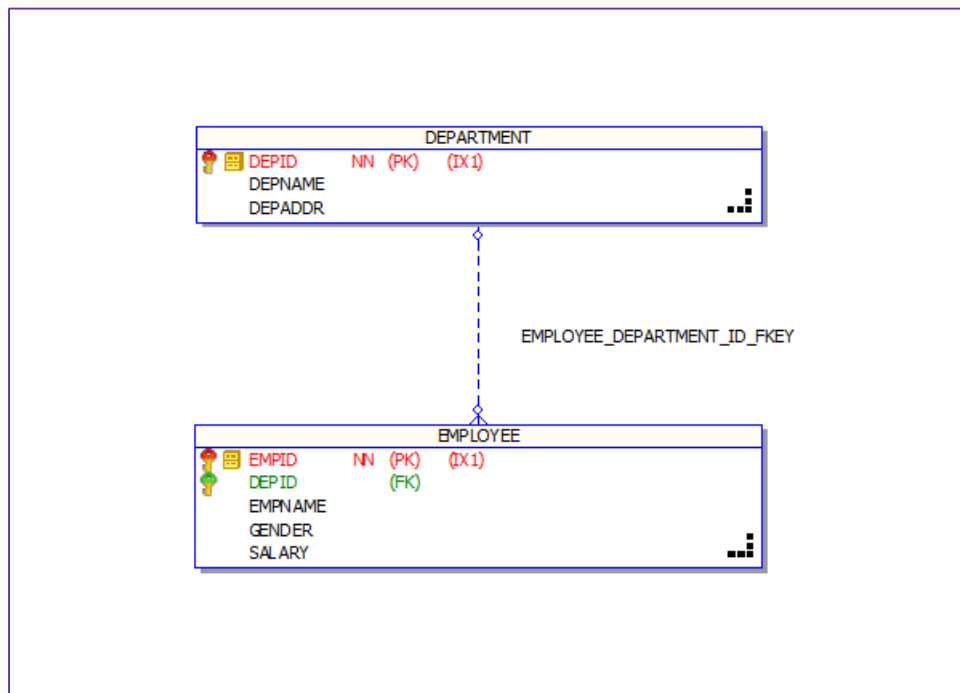 DEPARTMENT
DEPID NN (PK) (IX1)
DEPNAME
DEPADDR
EMPLOYEE_DEPARTMENT_ID_FKEY
EMPLOYEE
EMPID NN (PK) (IX1)
DEPID (FK)
EMPNAME
GENDER
SALARY